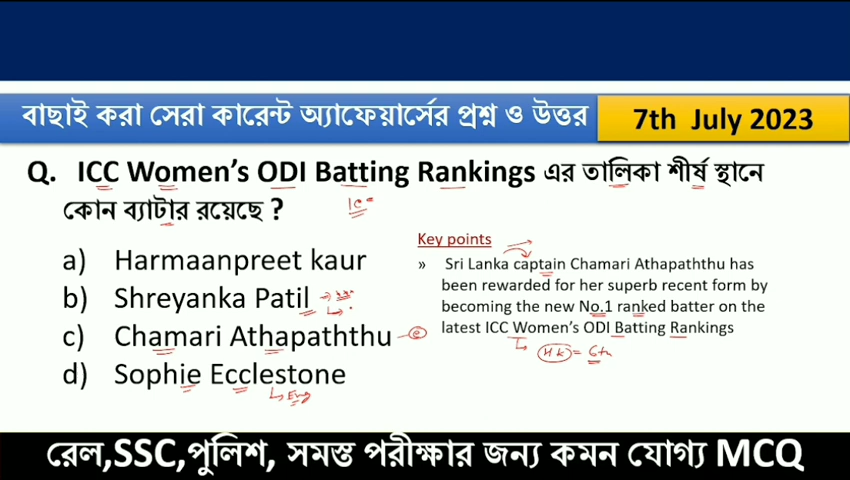 বাছাই করা সেরা কারেন্ট অ্যাফেয়ার্সের প্রশ্ন ও উত্তর
7th July 2023
Q. ICC Women's ODI Batting Rankings এর তালিকা শীর্ষ স্থানে
কোন ব্যাটার রয়েছে ?
a) Harmaanpreet kaur
b) Shreyanka Patil
c) Chamari Athapaththu
d) Sophie Ecclestone
Key points
» Sri Lanka captain Chamari Athapaththu has
been rewarded for her superb recent form by
becoming the new No.1 ranked batter on the
latest ICC Women's ODI Batting Rankings
HK = 6th
Eng
রেল,SSC,পুলিশ, সমস্ত পরীক্ষার জন্য কমন যোগ্য MCQ